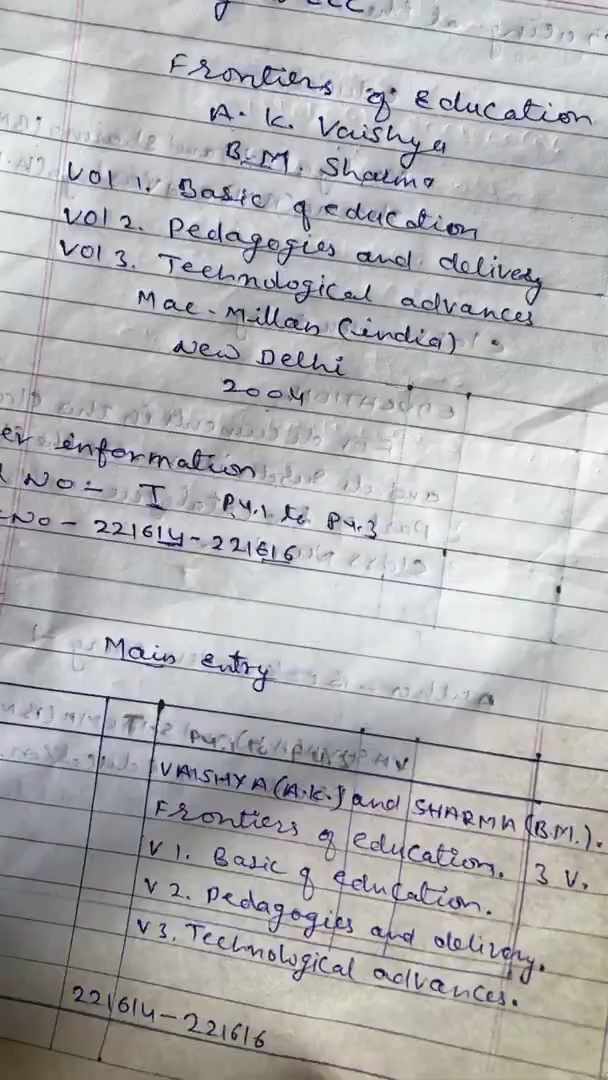 Frontiers of Education
A. K. Vaishya
B. M. Sharma
Vol 1. Basic of education
Vol 2. Pedagogies and delivery
Vol 3. Technological advances
Mac-Millan (india)
New Delhi
2004
er information
No:- I P4.1 to P4.3
No - 221614-221616
Main entry
VAISHYA (A.K.) and SHARMA (B.M.).
Frontiers of education. 3 V.
V 1. Basic of education.
V 2. Pedagogies and delivery.
V 3. Technological advances.
221614-221616